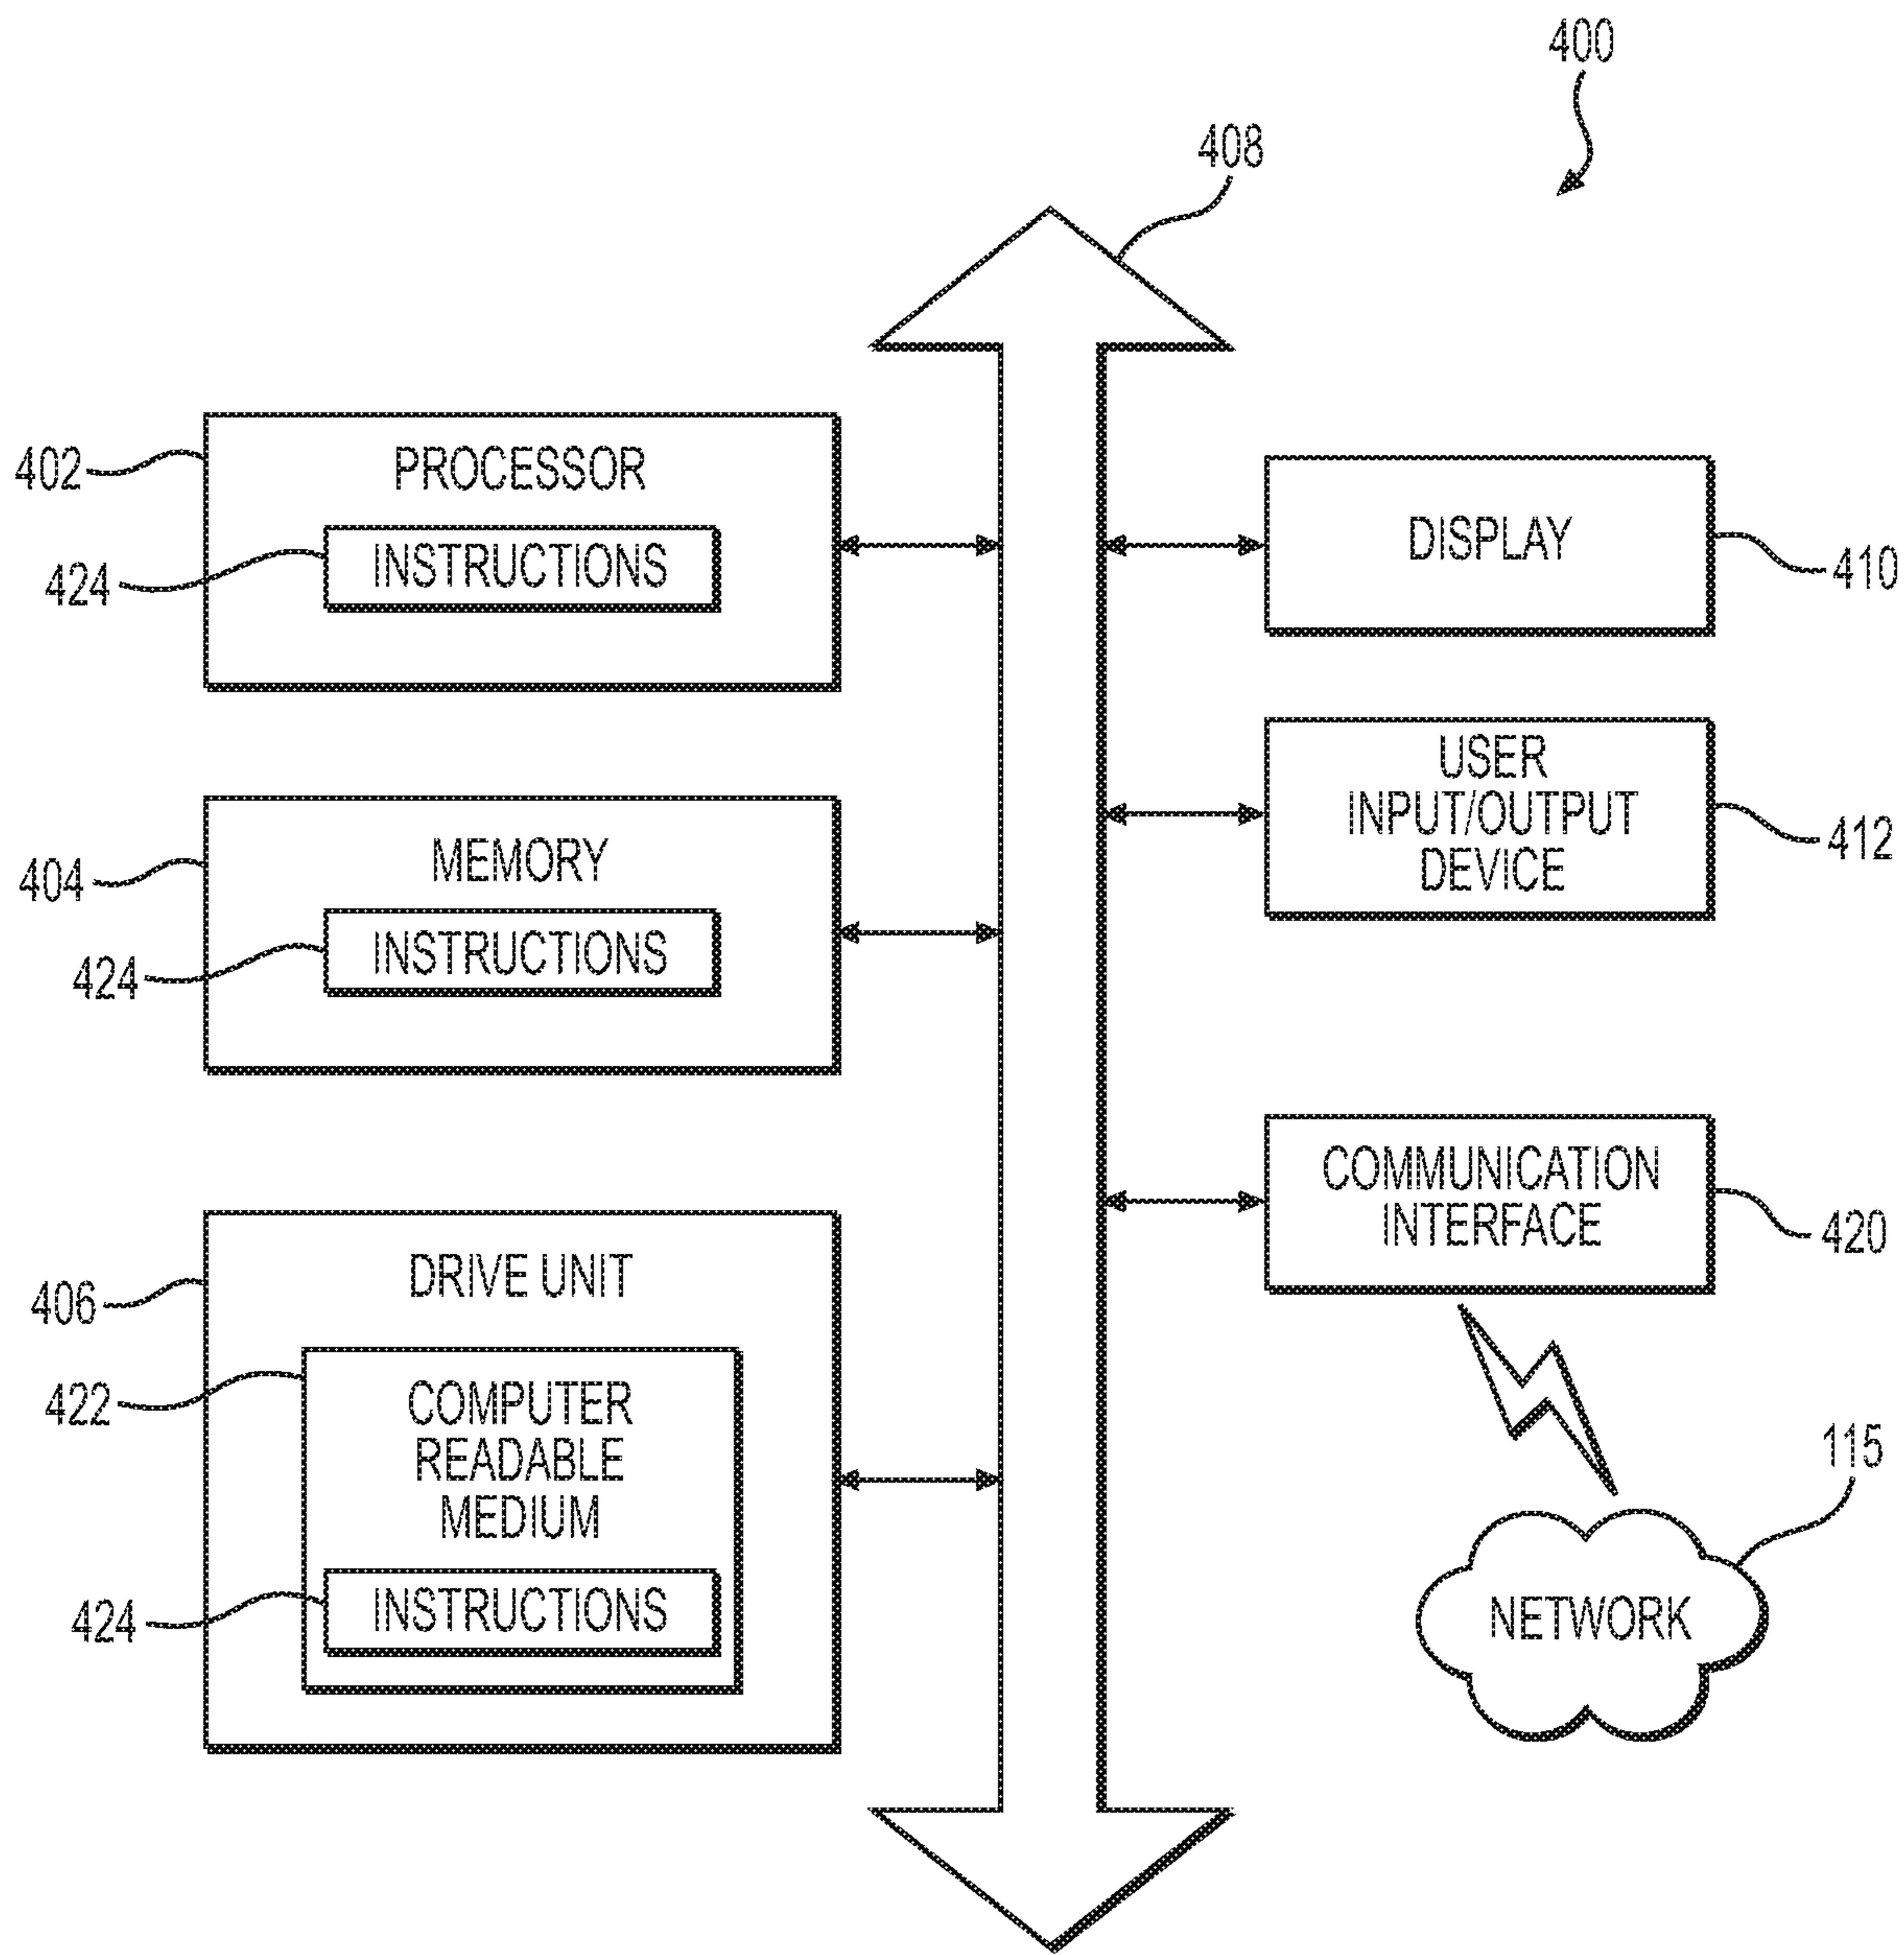 400
408
402
PROCESSOR
424
INSTRUCTIONS
DISPLAY
410
USER
INPUT/OUTPUT
DEVICE
412
404
MEMORY
424
INSTRUCTIONS
COMMUNICATION
INTERFACE
420
406
DRIVE UNIT
422
COMPUTER
READABLE
MEDIUM
424
INSTRUCTIONS
115
NETWORK